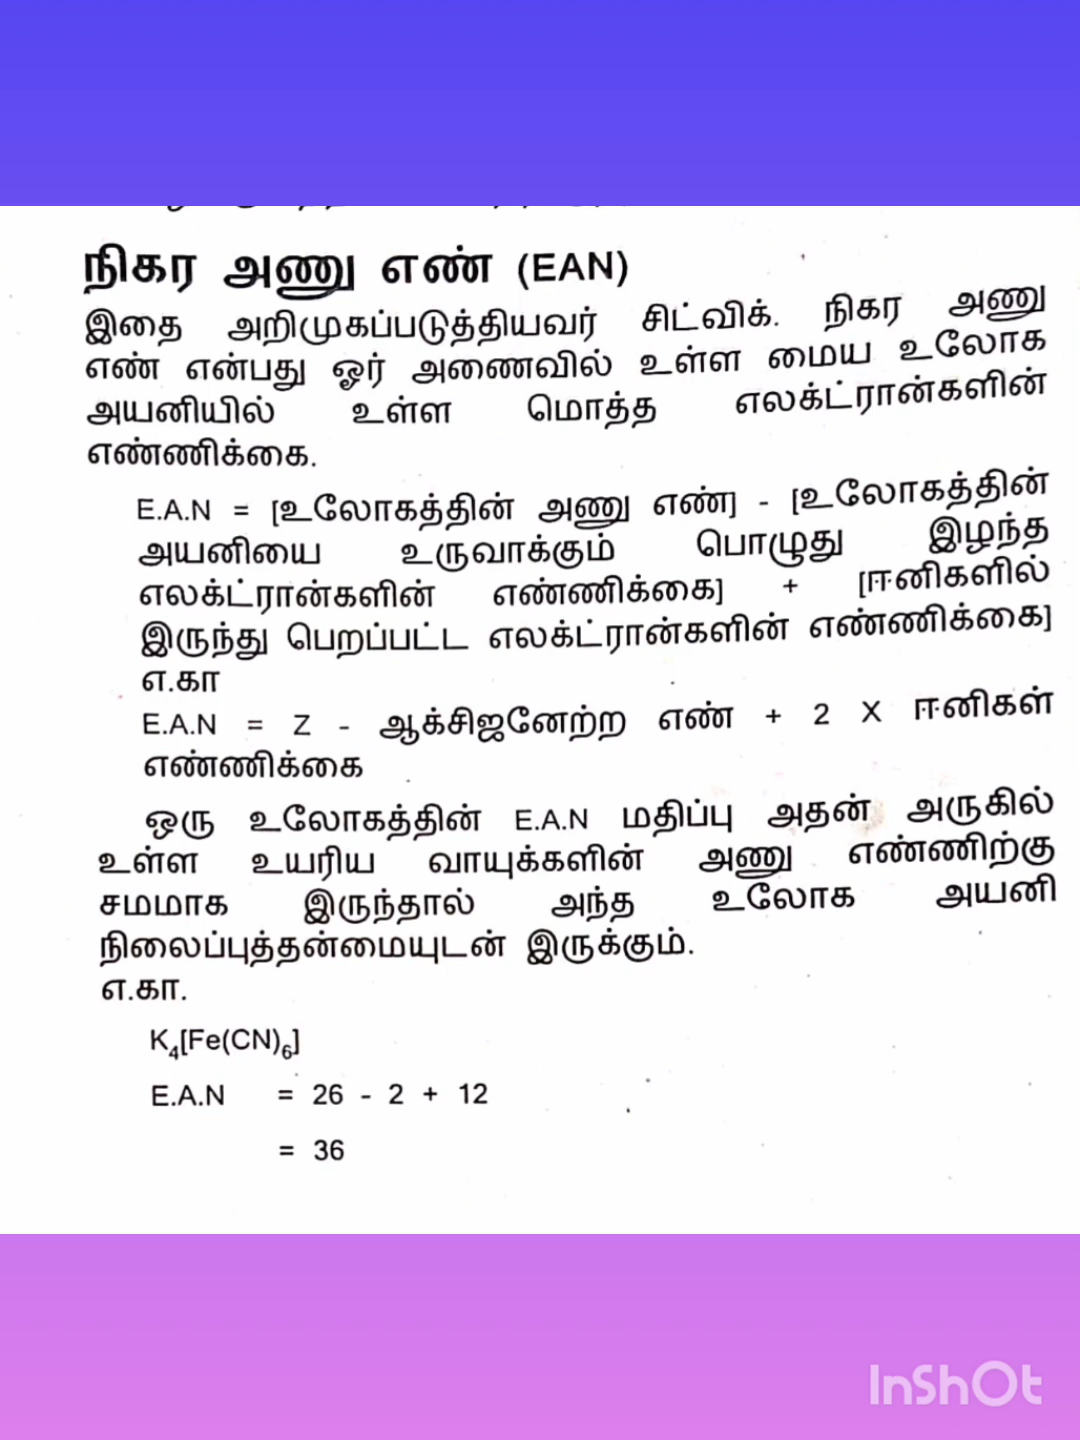 நிகர அணு எண் (EAN)
இதை அறிமுகப்படுத்தியவர் சிட்விக். நிகர அணு
எண் என்பது ஓர் அணைவில் உள்ள மைய உலோக
அயனியில் உள்ள மொத்த எலக்ட்ரான்களின்
எண்ணிக்கை.
E.A.N = [உலோகத்தின் அணு எண்] - [உலோகத்தின்
அயனியை உருவாக்கும் பொழுது இழந்த
எலக்ட்ரான்களின் எண்ணிக்கை] + [ஈனிகளில்
இருந்து பெறப்பட்ட எலக்ட்ரான்களின் எண்ணிக்கை]
எ.கா
E.A.N = Z - ஆக்சிஜனேற்ற எண் + 2 X ஈனிகள்
எண்ணிக்கை
ஒரு உலோகத்தின் E.A.N மதிப்பு அதன் அருகில்
உள்ள உயரிய வாயுக்களின் அணு எண்ணிற்கு
சமமாக இருந்தால் அந்த உலோக அயனி
நிலைப்புத்தன்மையுடன் இருக்கும்.
எ.கா.
K₄[Fe(CN)₆]
E.A.N = 26 - 2 + 12
= 36
InShOt